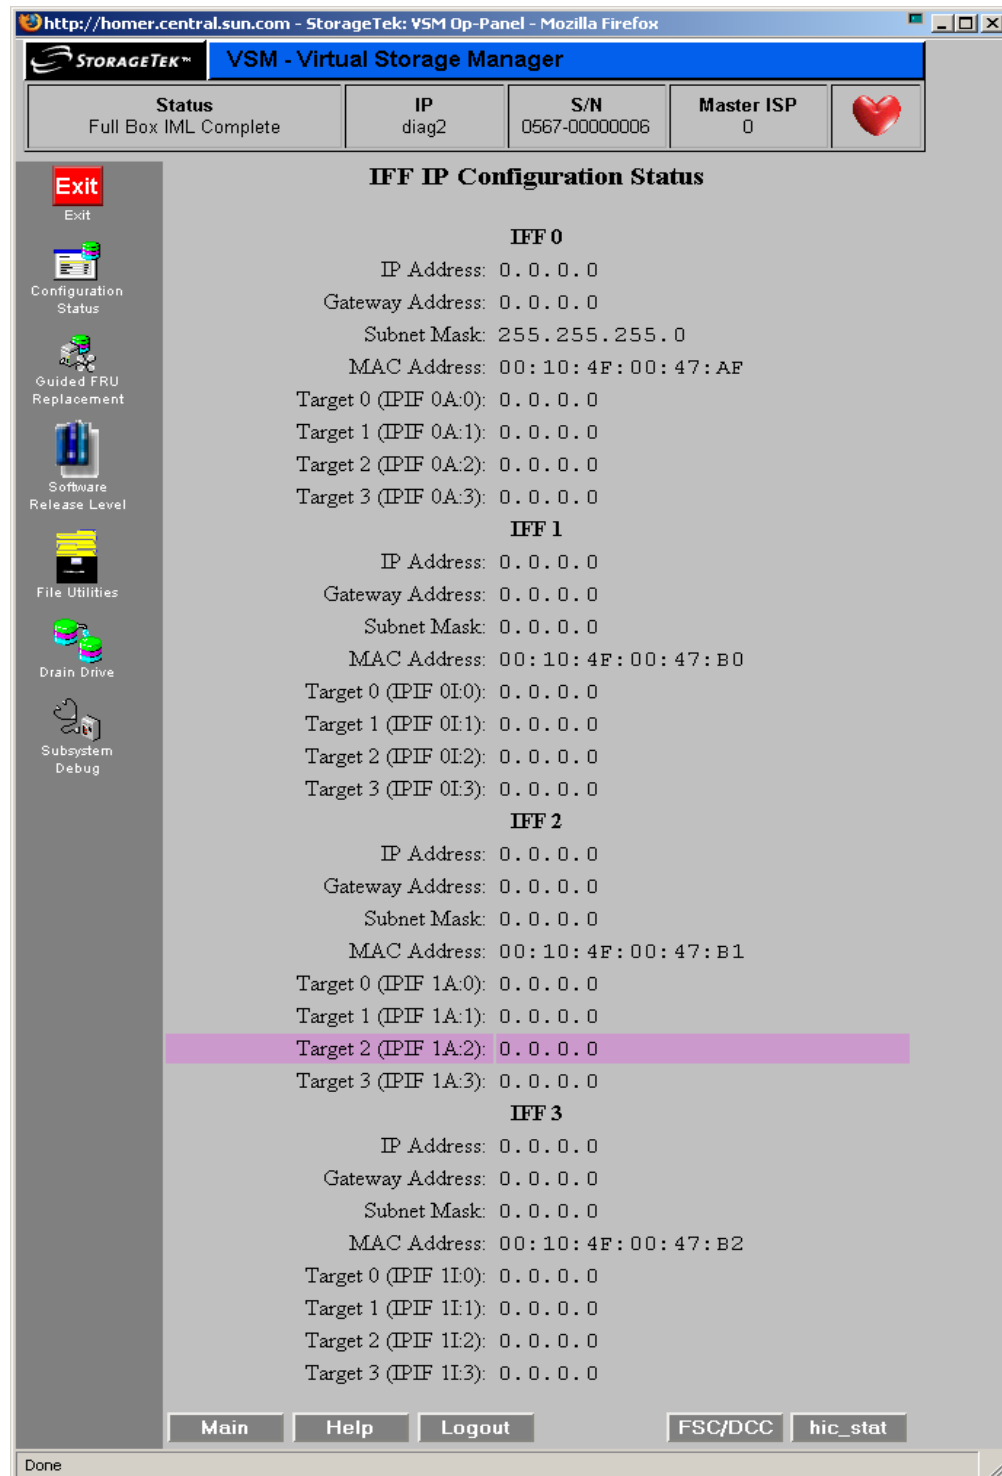 http://homer.central.sun.com - StorageTek: VSM Op-Panel - Mozilla Firefox
STORAGETEK™ VSM - Virtual Storage Manager
Status IP S/N Master ISP
Full Box IML Complete diag2 0567-00000006 0
Exit
Exit
Configuration
Status
Guided FRU
Replacement
Software
Release Level
File Utilities
Drain Drive
Subsystem
Debug
IFF IP Configuration Status
IFF 0
IP Address: 0.0.0.0
Gateway Address: 0.0.0.0
Subnet Mask: 255.255.255.0
MAC Address: 00:10:4F:00:47:AF
Target 0 (IPIF 0A:0): 0.0.0.0
Target 1 (IPIF 0A:1): 0.0.0.0
Target 2 (IPIF 0A:2): 0.0.0.0
Target 3 (IPIF 0A:3): 0.0.0.0
IFF 1
IP Address: 0.0.0.0
Gateway Address: 0.0.0.0
Subnet Mask: 0.0.0.0
MAC Address: 00:10:4F:00:47:B0
Target 0 (IPIF 0I:0): 0.0.0.0
Target 1 (IPIF 0I:1): 0.0.0.0
Target 2 (IPIF 0I:2): 0.0.0.0
Target 3 (IPIF 0I:3): 0.0.0.0
IFF 2
IP Address: 0.0.0.0
Gateway Address: 0.0.0.0
Subnet Mask: 0.0.0.0
MAC Address: 00:10:4F:00:47:B1
Target 0 (IPIF 1A:0): 0.0.0.0
Target 1 (IPIF 1A:1): 0.0.0.0
Target 2 (IPIF 1A:2): 0.0.0.0
Target 3 (IPIF 1A:3): 0.0.0.0
IFF 3
IP Address: 0.0.0.0
Gateway Address: 0.0.0.0
Subnet Mask: 0.0.0.0
MAC Address: 00:10:4F:00:47:B2
Target 0 (IPIF 1I:0): 0.0.0.0
Target 1 (IPIF 1I:1): 0.0.0.0
Target 2 (IPIF 1I:2): 0.0.0.0
Target 3 (IPIF 1I:3): 0.0.0.0
Main Help Logout FSC/DCC hic_stat
Done